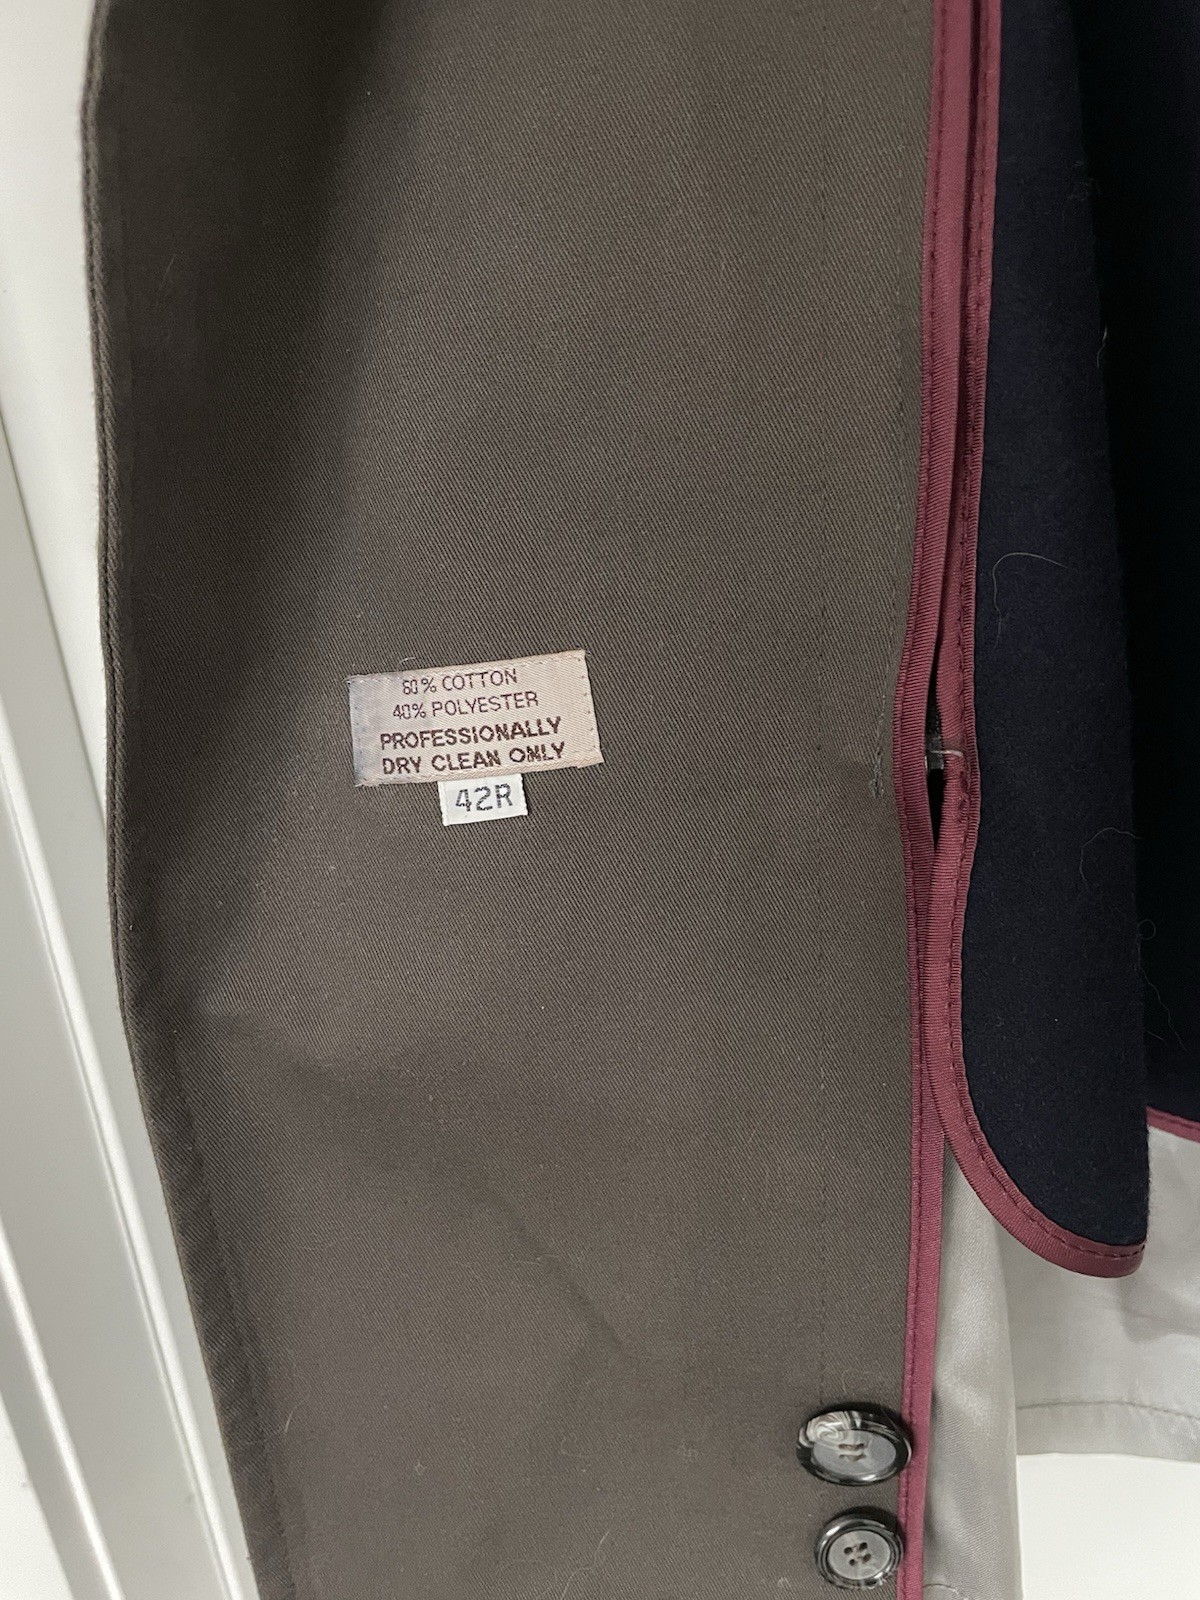 60% COTTON
40% POLYESTER
PROFESSIONALLY
DRY CLEAN ONLY
42R